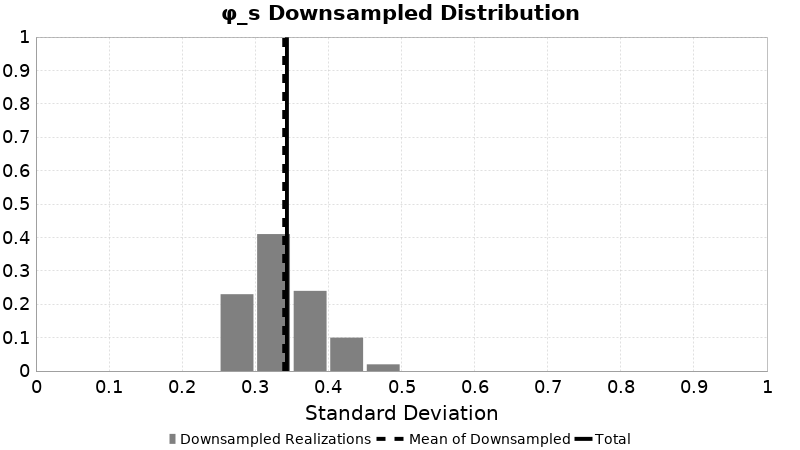 φ_s Downsampled Distribution
1
0.9
0.8
0.7
0.6
0.5
0.4
0.3
0.2
0.1
0
0 0.1 0.2 0.3 0.4 0.5 0.6 0.7 0.8 0.9 1
Standard Deviation
Downsampled Realizations Mean of Downsampled Total